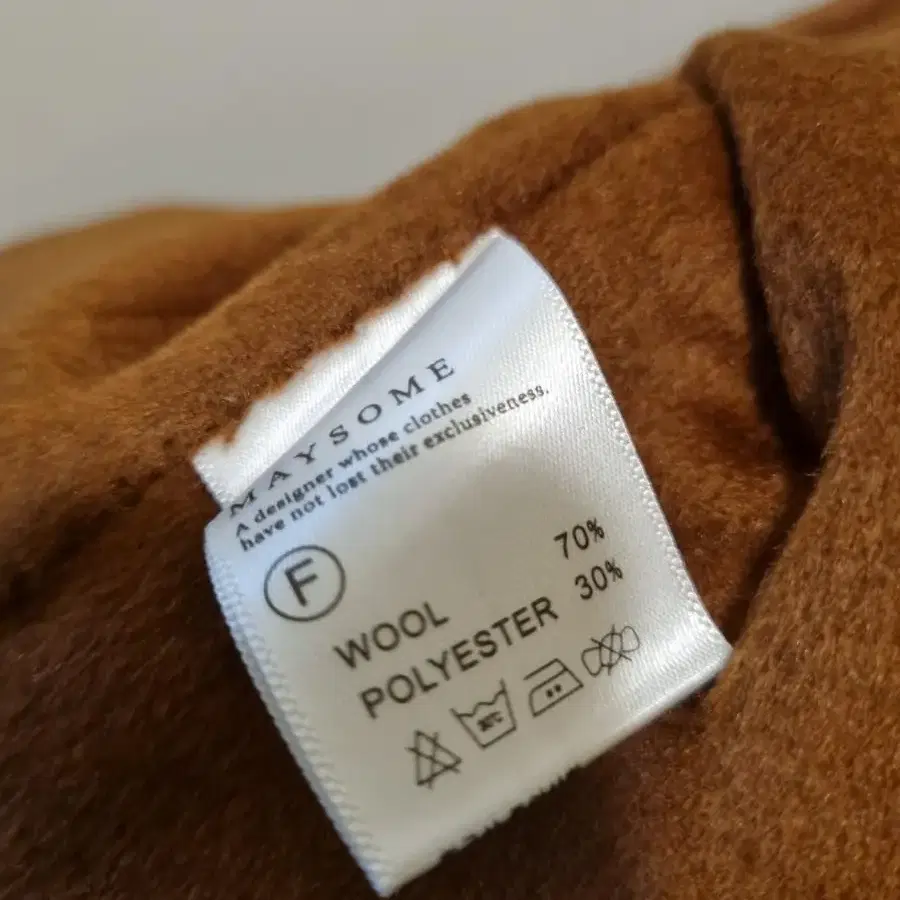 MAYSOME
A designer whose clothes
have not lost their exclusiveness.
F
WOOL 70%
POLYESTER 30%